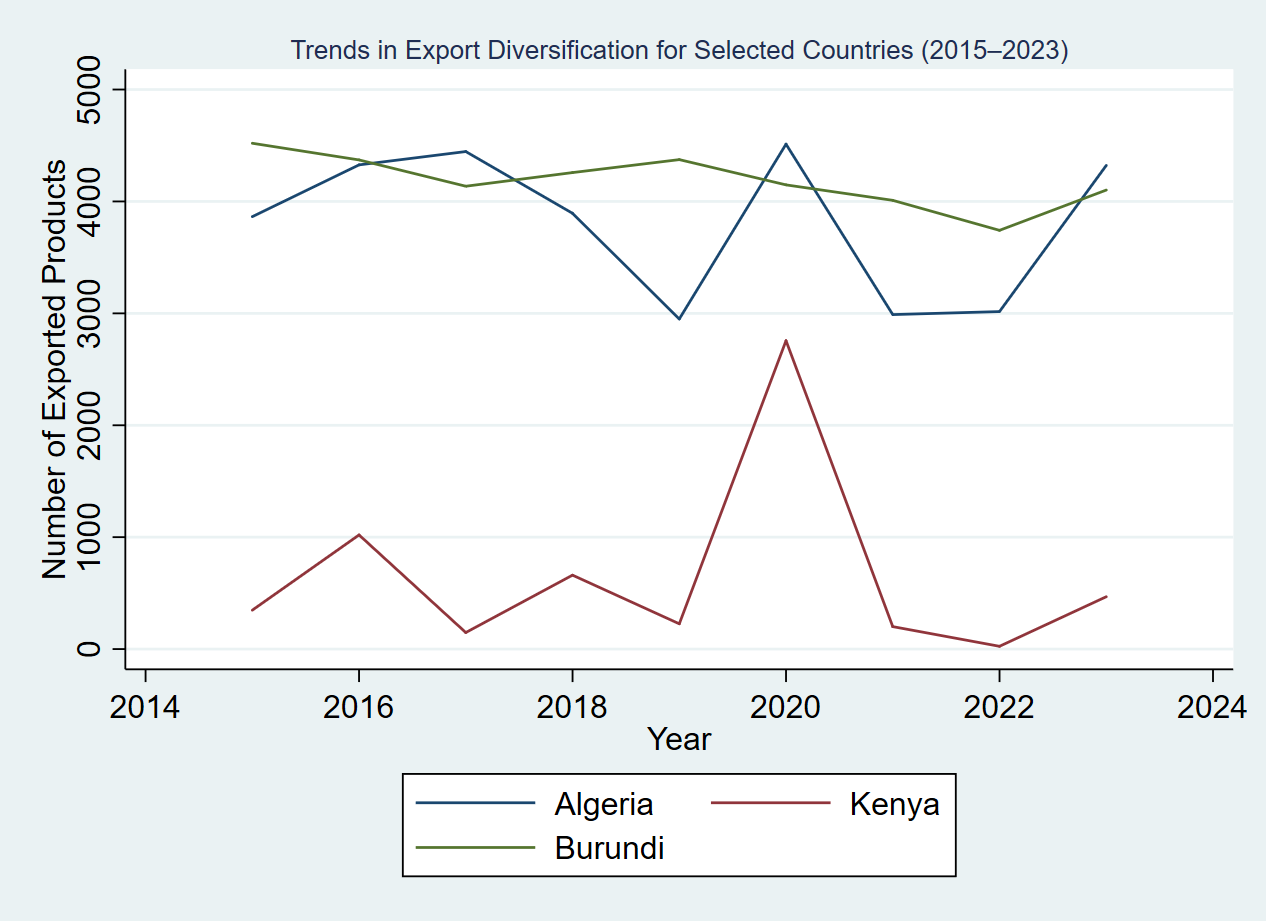 Trends in Export Diversification for Selected Countries (2015–2023)
Number of Exported Products
5000
4000
3000
2000
1000
0
2014 2016 2018 2020 2022 2024
Year
Algeria Kenya
Burundi